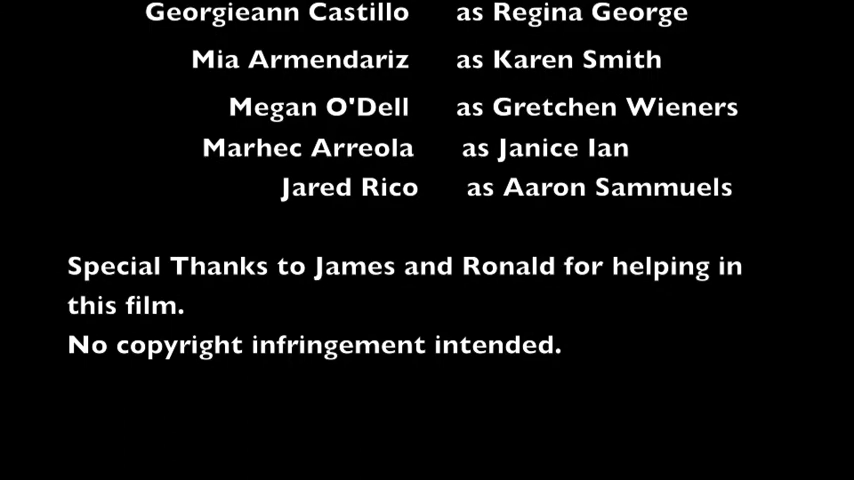 Georgieann Castillo as Regina George
Mia Armendariz as Karen Smith
Megan O'Dell as Gretchen Wieners
Marhec Arreola as Janice Ian
Jared Rico as Aaron Sammuels
Special Thanks to James and Ronald for helping in
this film.
No copyright infringement intended.